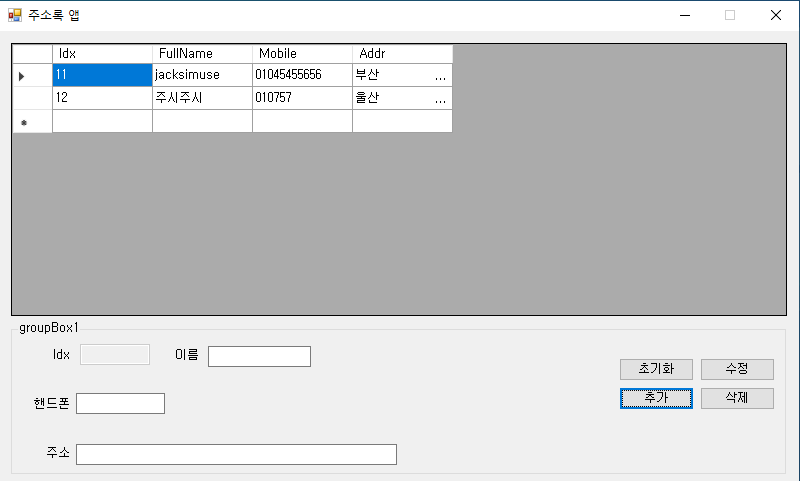 주소록 앱
Idx FullName Mobile Addr
11 jacksimuse 01045455656 부산 ...
12 주시주시 010757 울산 ...
groupBox1
Idx 이름 초기화 수정
핸드폰 추가 삭제
주소